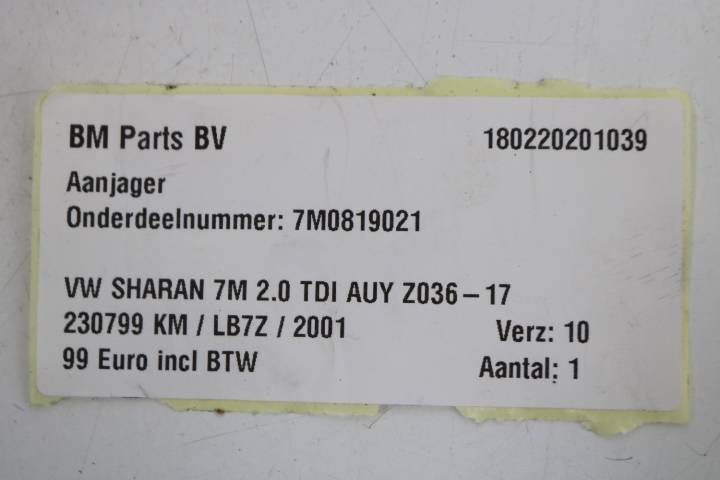 BM Parts BV 180220201039
Aanjager
Onderdeelnummer: 7M0819021
VW SHARAN 7M 2.0 TDI AUY Z036-17
230799 KM / LB7Z / 2001 Verz: 10
99 Euro incl BTW Aantal: 1